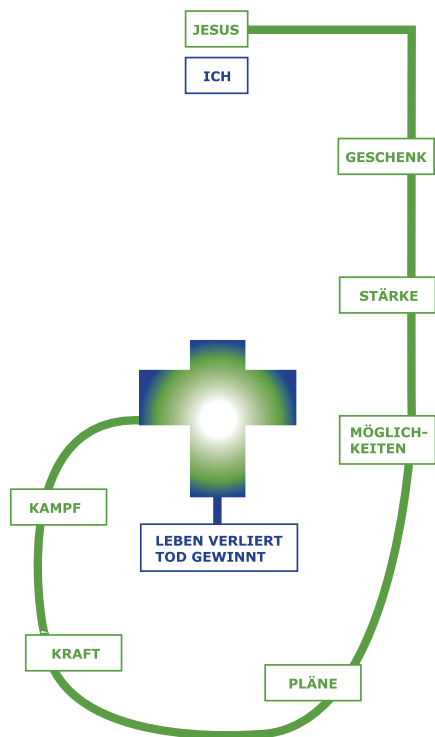 JESUS
ICH
GESCHENK
STÄRKE
MÖGLICH-
KEITEN
KAMPF
LEBEN VERLIERT
TOD GEWINNT
KRAFT
PLÄNE